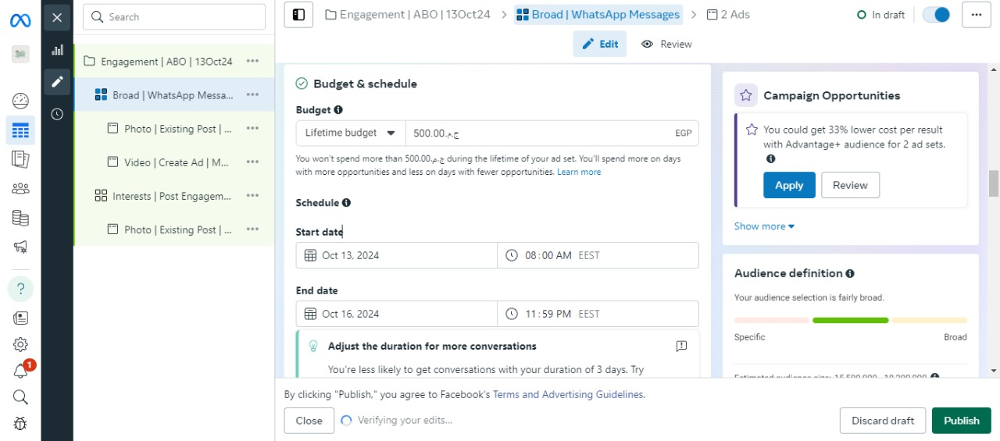 Search
Engagement | ABO | 13Oct24
Broad | WhatsApp Messa...
Photo | Existing Post | ...
Video | Create Ad | M...
Interests | Post Engagem...
Photo | Existing Post | ...
1
Engagement | ABO | 13Oct24 > Broad | WhatsApp Messages > 2 Ads
In draft
Edit
Review
Budget & schedule
Budget
Lifetime budget
500.00.ج.م EGP
You won't spend more than 500.00.ج.م during the lifetime of your ad set. You'll spend more on days
with more opportunities and less on days with fewer opportunities. Learn more
Schedule
Start date
Oct 13, 2024
08:00 AM EEST
End date
Oct 16, 2024
11:59 PM EEST
Adjust the duration for more conversations
You're less likely to get conversations with your duration of 3 days. Try
Campaign Opportunities
You could get 33% lower cost per result
with Advantage+ audience for 2 ad sets.
Apply
Review
Show more
Audience definition
Your audience selection is fairly broad.
Specific
Broad
By clicking "Publish," you agree to Facebook's Terms and Advertising Guidelines.
Close
Verifying your edits...
Discard draft
Publish